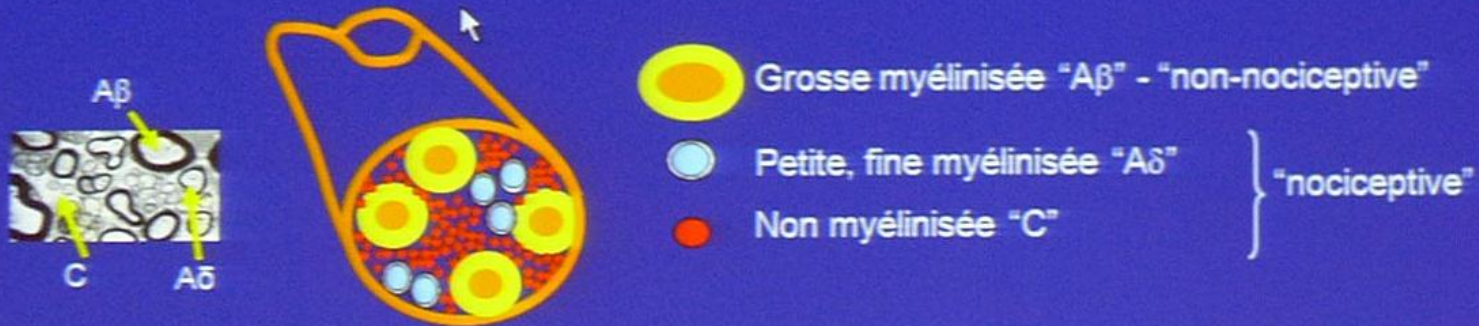 Aβ
C
Aδ
Grosse myélinisée “Aβ” - “non-nociceptive”
Petite, fine myélinisée “Aδ”
Non myélinisée “C”
“nociceptive”